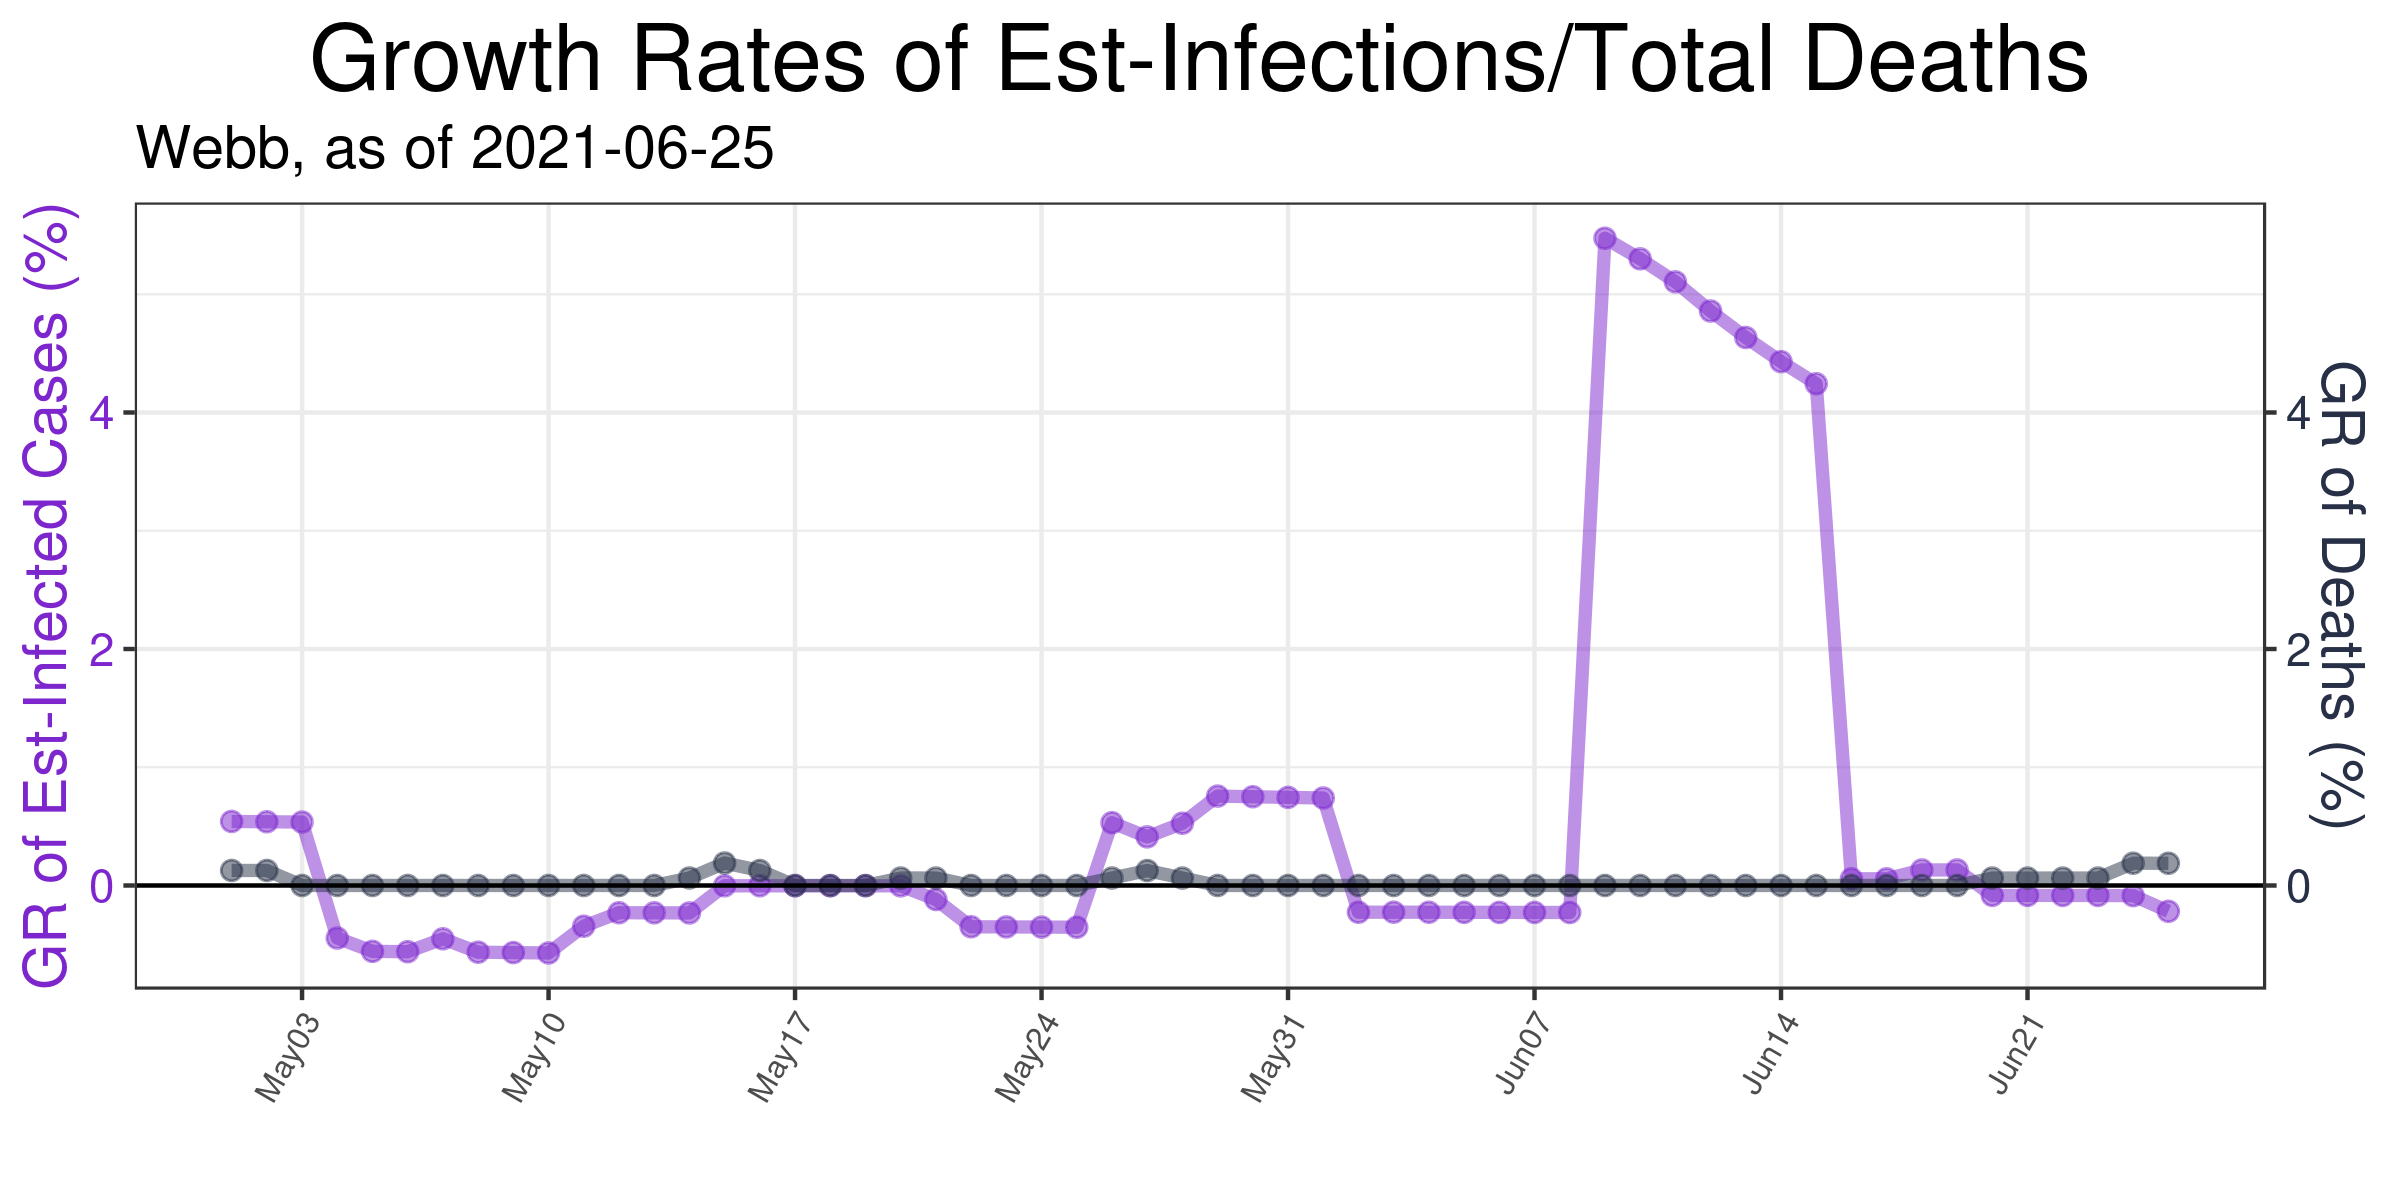 Growth Rates of Est-Infections/Total Deaths
Webb, as of 2021-06-25
GR of Est-Infected Cases (%)
4
2
0
4
2
0
GR of Deaths (%)
May03
May10
May17
May24
May31
Jun07
Jun14
Jun21